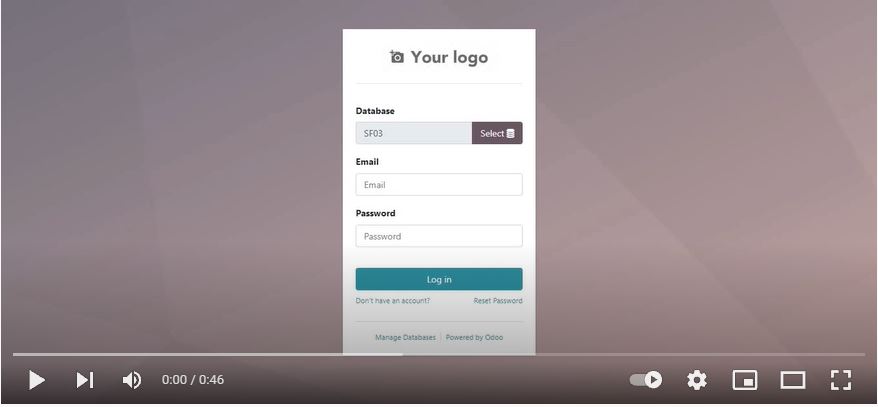 Your logo
Database
SF03 Select
Email
Email
Password
Password
Log in
Don't have an account? Reset Password
Manage Databases | Powered by Odoo
0:00 / 0:46